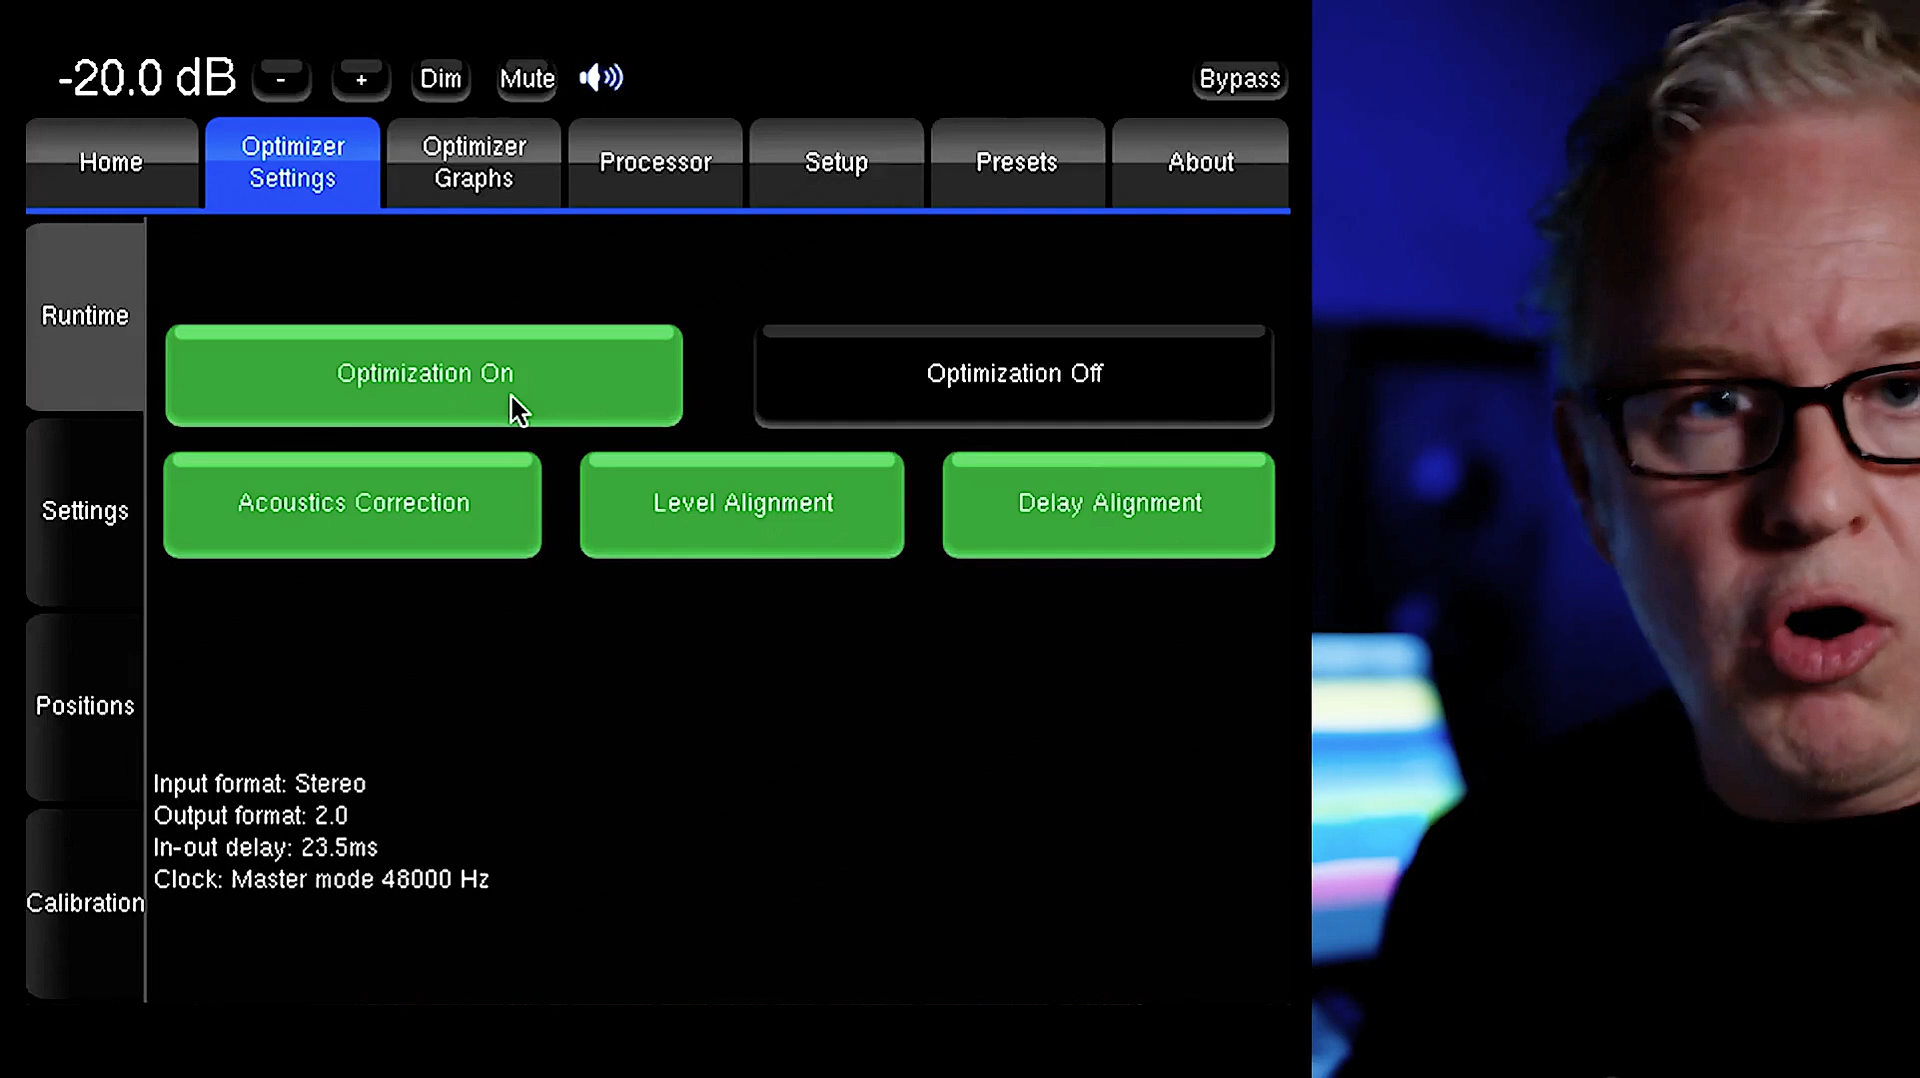 -20.0 dB - + Dim Mute Bypass
Home
Optimizer
Settings
Optimizer
Graphs
Processor
Setup
Presets
About
Runtime
Settings
Positions
Calibration
Optimization On
Optimization Off
Acoustics Correction
Level Alignment
Delay Alignment
Input format: Stereo
Output format: 2.0
In-out delay: 23.5ms
Clock: Master mode 48000 Hz